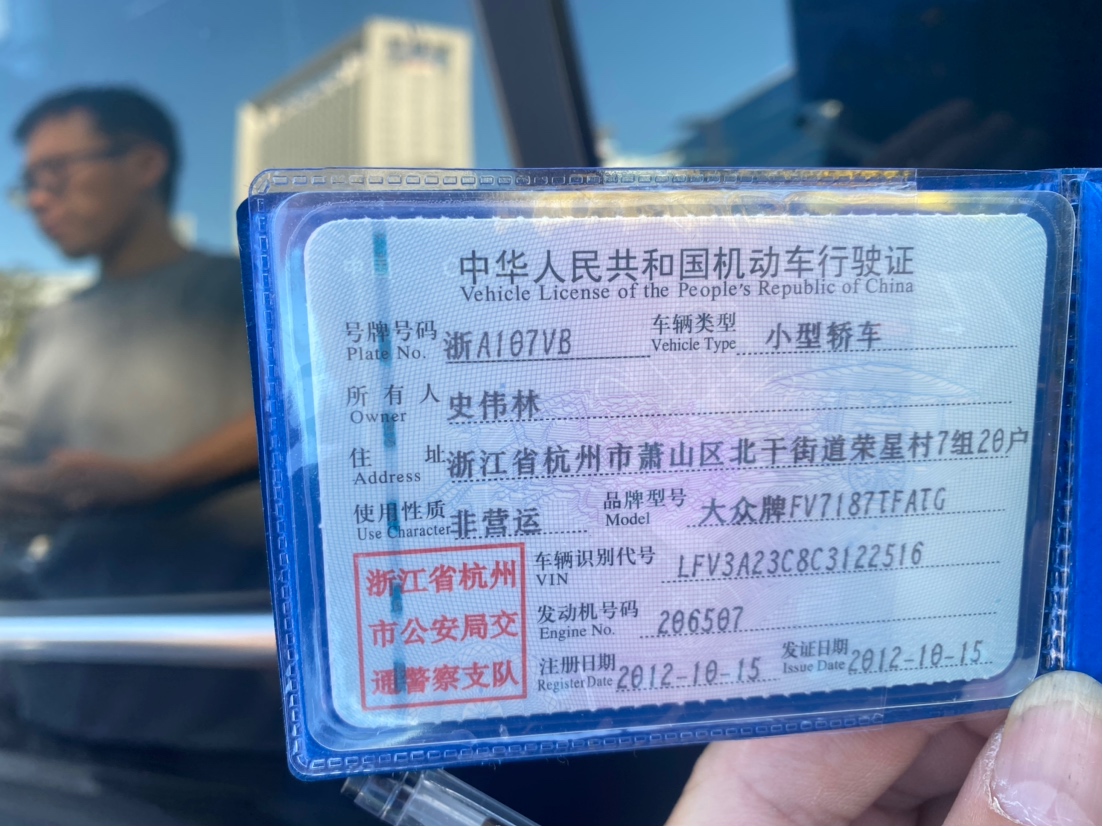 中华人民共和国机动车行驶证
Vehicle License of the People's Republic of China
号牌号码 Plate No. 浙A107VB 车辆类型 Vehicle Type 小型轿车
所有人 Owner 史伟林
住址 Address 浙江省杭州市萧山区北干街道荣星村7组20户
使用性质 Use Character 非营运 品牌型号 Model 大众牌FV7187TFATG
车辆识别代号 VIN LFV3A23C8C3122516
发动机号码 Engine No. 206507
注册日期 Register Date 2012-10-15 发证日期 Issue Date 2012-10-15
浙江省杭州
市公安局交
通警察支队